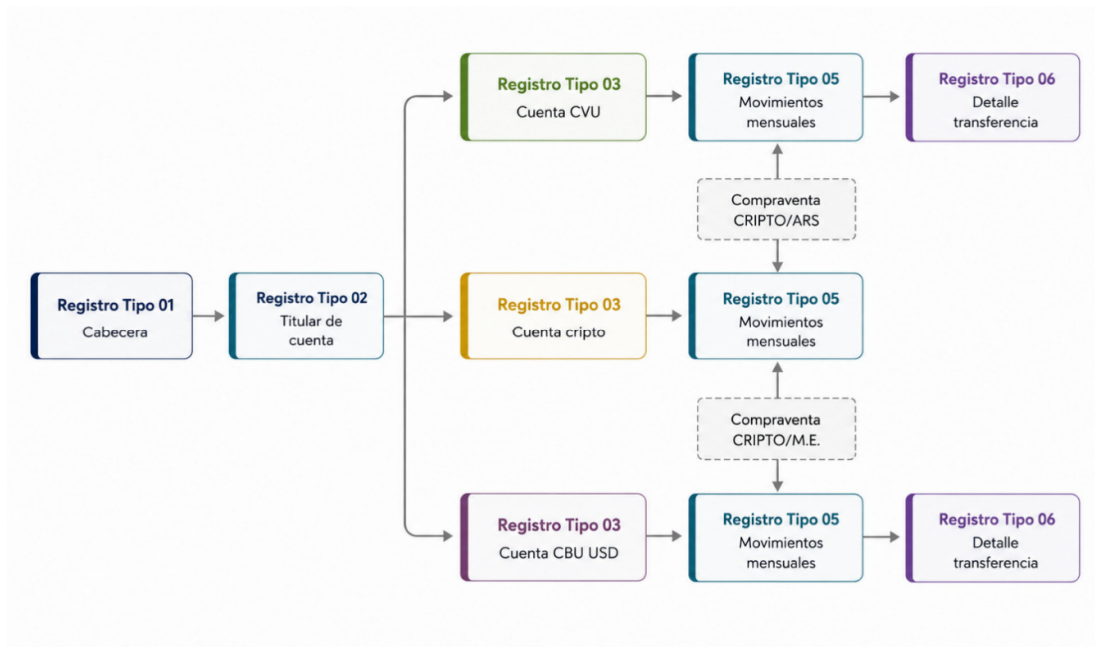 Registro Tipo 03
Cuenta CVU
Registro Tipo 05
Movimientos
mensuales
Registro Tipo 06
Detalle
transferencia
Compraventa
CRIPTO/ARS
Registro Tipo 01
Cabecera
Registro Tipo 02
Titular de
cuenta
Registro Tipo 03
Cuenta cripto
Registro Tipo 05
Movimientos
mensuales
Compraventa
CRIPTO/M.E.
Registro Tipo 03
Cuenta CBU USD
Registro Tipo 05
Movimientos
mensuales
Registro Tipo 06
Detalle
transferencia